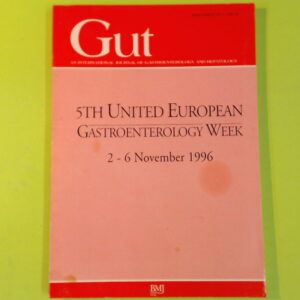 Gut
AN INTERNATIONAL JOURNAL OF GASTROENTEROLOGY AND HEPATOLOGY
5TH UNITED EUROPEAN
GASTROENTEROLOGY WEEK
2 - 6 November 1996
BMJ